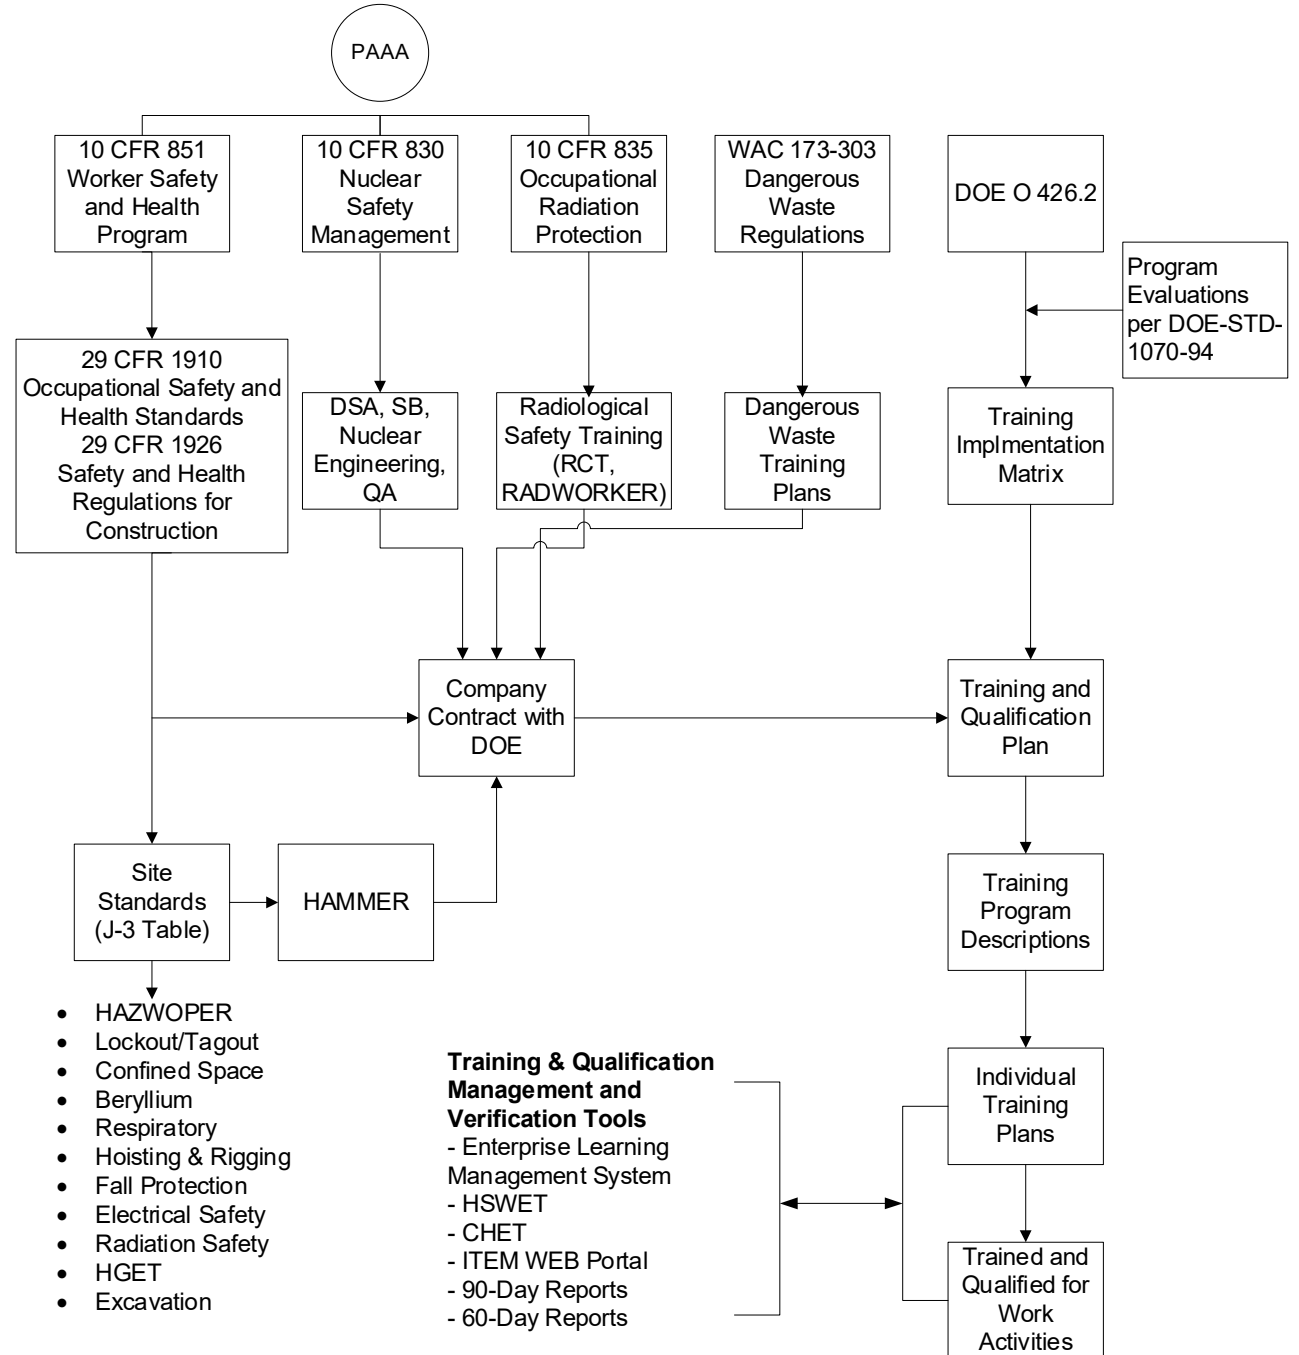 PAAA
10 CFR 851
Worker Safety
and Health
Program
10 CFR 830
Nuclear
Safety
Management
10 CFR 835
Occupational
Radiation
Protection
WAC 173-303
Dangerous
Waste
Regulations
DOE O 426.2
Program
Evaluations
per DOE-STD-
1070-94
29 CFR 1910
Occupational Safety and
Health Standards
29 CFR 1926
Safety and Health
Regulations for
Construction
DSA, SB,
Nuclear
Engineering,
QA
Radiological
Safety Training
(RCT,
RADWORKER)
Dangerous
Waste
Training
Plans
Training
Implmentation
Matrix
Company
Contract with
DOE
Training and
Qualification
Plan
Site
Standards
(J-3 Table)
HAMMER
Training
Program
Descriptions
• HAZWOPER
• Lockout/Tagout
• Confined Space
• Beryllium
• Respiratory
• Hoisting & Rigging
• Fall Protection
• Electrical Safety
• Radiation Safety
• HGET
• Excavation
Training & Qualification
Management and
Verification Tools
- Enterprise Learning
Management System
- HSWET
- CHET
- ITEM WEB Portal
- 90-Day Reports
- 60-Day Reports
Individual
Training
Plans
Trained and
Qualified for
Work
Activities